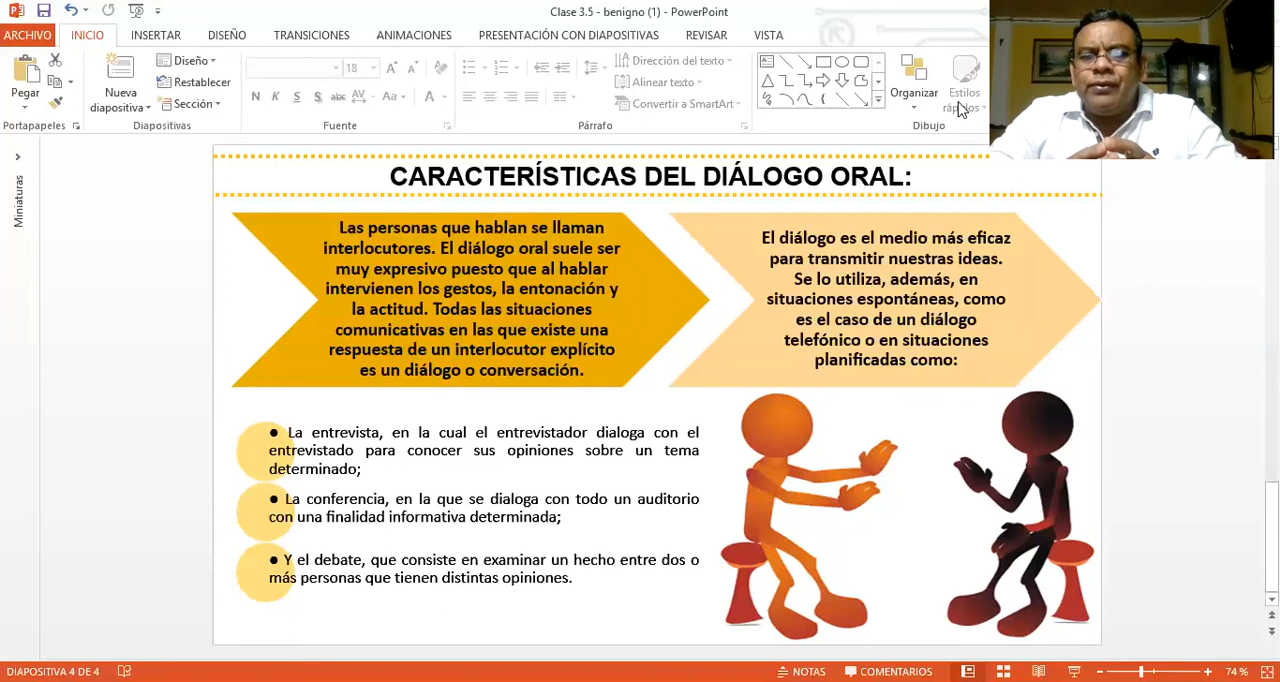 Clase 3.5 - benigno (1) - PowerPoint
ARCHIVO INICIO INSERTAR DISEÑO TRANSICIONES ANIMACIONES PRESENTACIÓN CON DIAPOSITIVAS REVISAR VISTA
Pegar
Nueva
diapositiva
Diseño
Restablecer
Sección
18
N K S S abc AV Aa A
Dirección del texto
Alinear texto
Convertir a SmartArt
Organizar
Estilos
rápidos
Portapapeles Diapositivas Fuente Párrafo Dibujo
Miniaturas
CARACTERÍSTICAS DEL DIÁLOGO ORAL:
Las personas que hablan se llaman
interlocutores. El diálogo oral suele ser
muy expresivo puesto que al hablar
intervienen los gestos, la entonación y
la actitud. Todas las situaciones
comunicativas en las que existe una
respuesta de un interlocutor explícito
es un diálogo o conversación.
El diálogo es el medio más eficaz
para transmitir nuestras ideas.
Se lo utiliza, además, en
situaciones espontáneas, como
es el caso de un diálogo
telefónico o en situaciones
planificadas como:
● La entrevista, en la cual el entrevistador dialoga con el
entrevistado para conocer sus opiniones sobre un tema
determinado;
● La conferencia, en la que se dialoga con todo un auditorio
con una finalidad informativa determinada;
● Y el debate, que consiste en examinar un hecho entre dos o
más personas que tienen distintas opiniones.
DIAPOSITIVA 4 DE 4 NOTAS COMENTARIOS 74 %